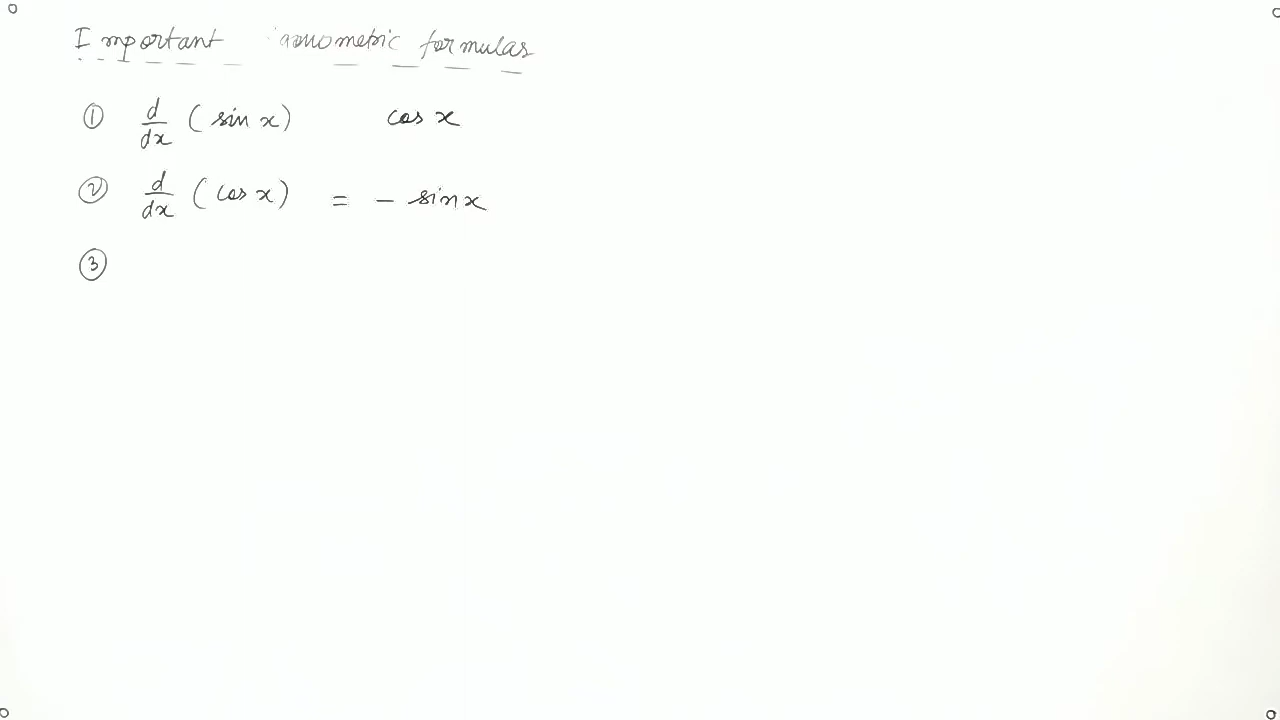 Important formulas
① d/dx (sin x) cos x
② d/dx (cos x) = - sin x
③